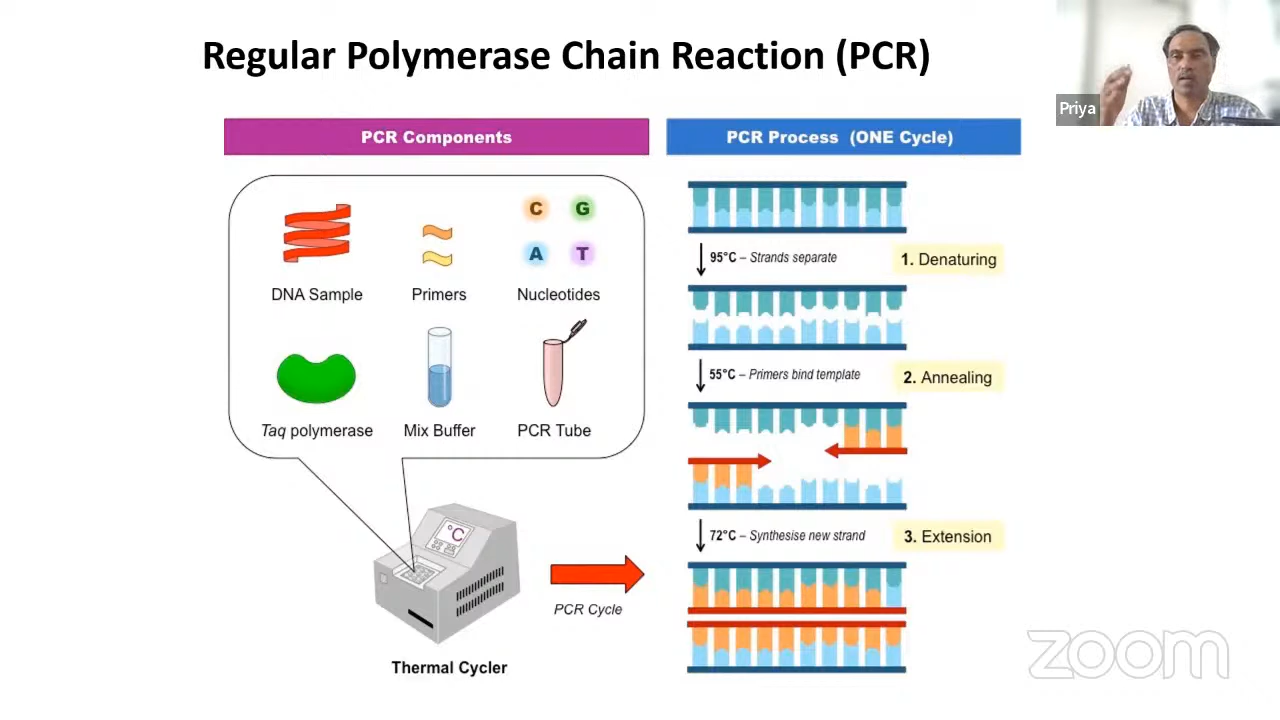 Regular Polymerase Chain Reaction (PCR)
Priya
PCR Components
DNA Sample
Primers
C G
A T
Nucleotides
Taq polymerase
Mix Buffer
PCR Tube
°C
Thermal Cycler
PCR Cycle
PCR Process (ONE Cycle)
95°C – Strands separate
1. Denaturing
55°C – Primers bind template
2. Annealing
72°C – Synthesise new strand
3. Extension
zoom